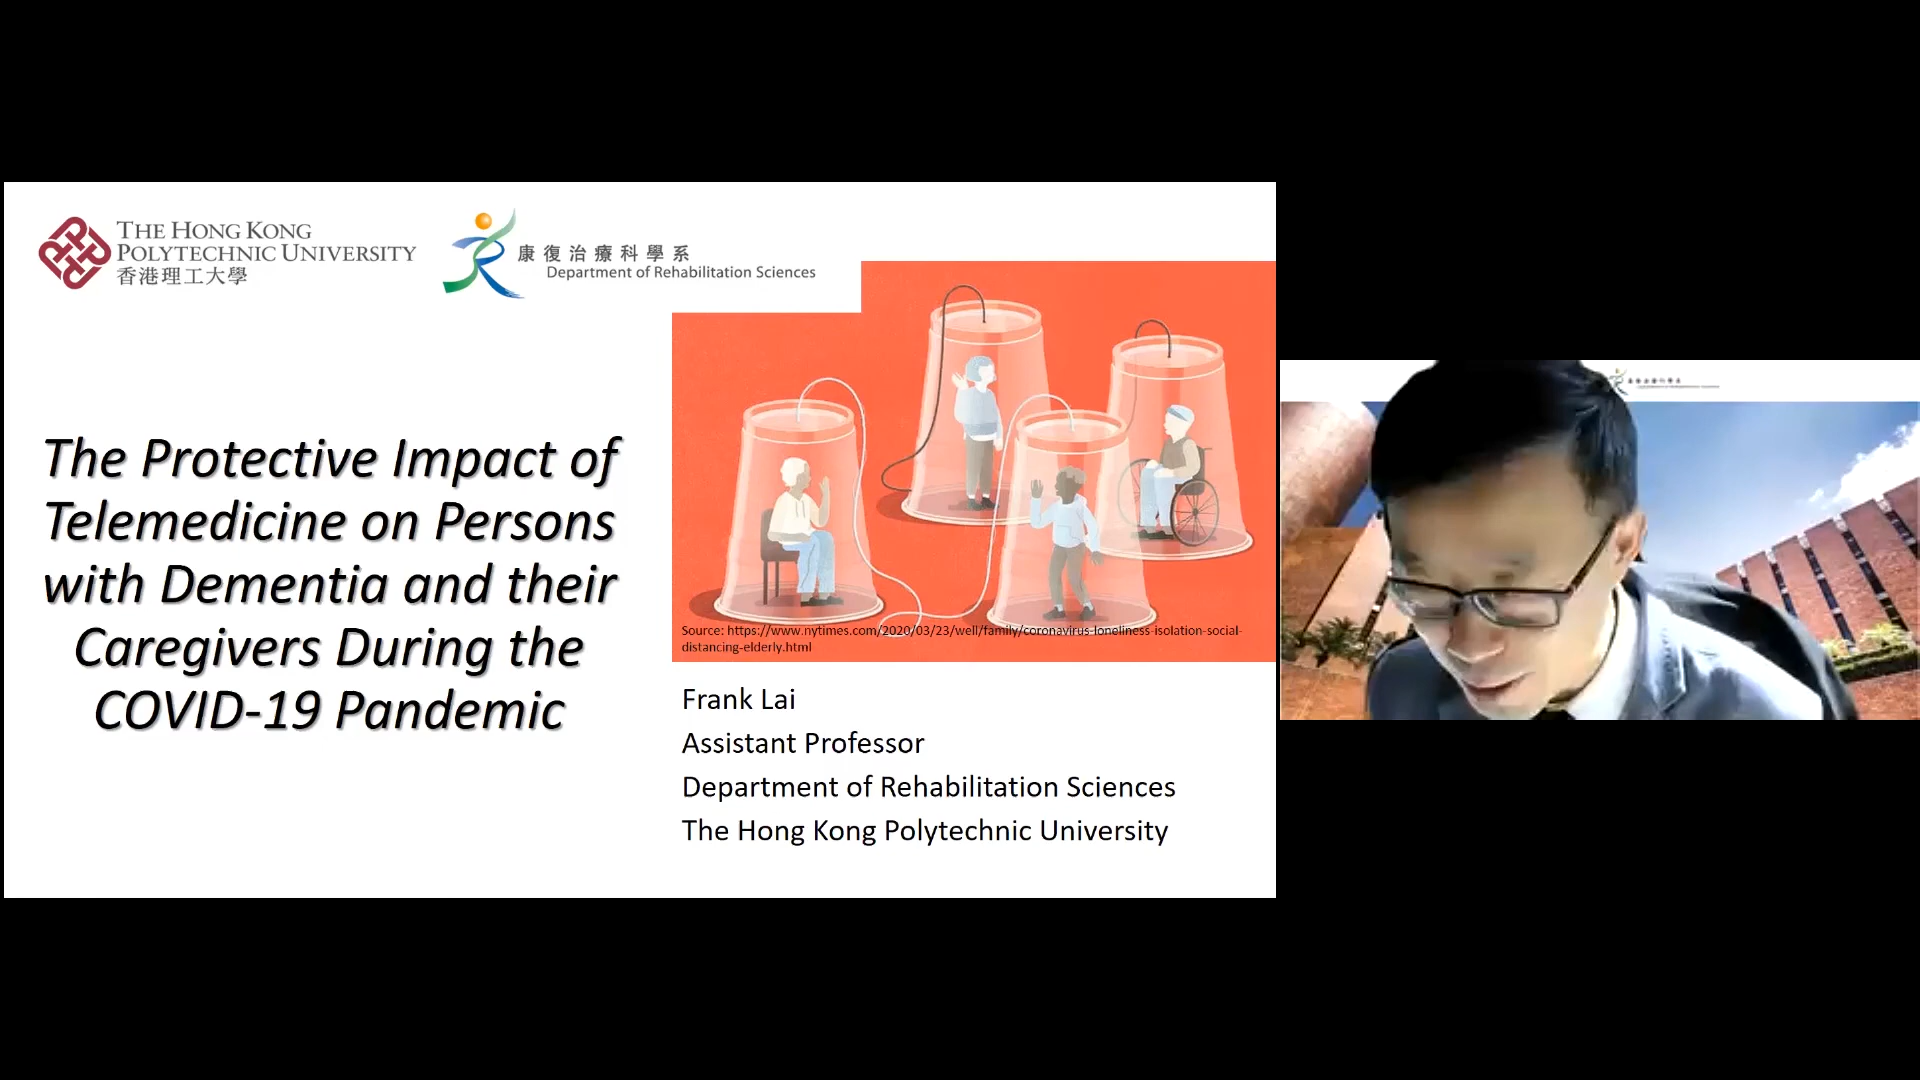 THE HONG KONG
POLYTECHNIC UNIVERSITY
香港理工大學
康復治療科學系
Department of Rehabilitation Sciences
The Protective Impact of
Telemedicine on Persons
with Dementia and their
Caregivers During the
COVID-19 Pandemic
Source: https://www.nytimes.com/2020/03/23/well/family/coronavirus-loneliness-isolation-social-
distancing-elderly.html
Frank Lai
Assistant Professor
Department of Rehabilitation Sciences
The Hong Kong Polytechnic University